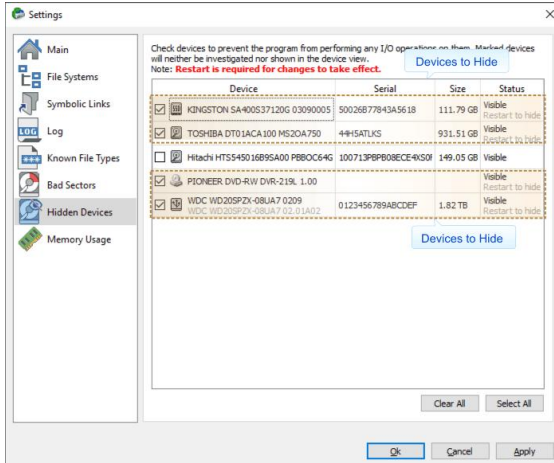 Settings
Main
File Systems
Symbolic Links
LOG Log
Known File Types
Bad Sectors
Hidden Devices
Memory Usage
Check devices to prevent the program from performing any I/O operations on them. Marked devices
will neither be investigated nor shown in the device view.
Note: Restart is required for changes to take effect.
Devices to Hide
Device Serial Size Status
KINGSTON SA400S37120G 03090005 50026B77843A5618 111.79 GB Visible
Restart to hide
TOSHIBA DT01ACA100 MS2OA750 44H5ATLKS 931.51 GB Visible
Restart to hide
Hitachi HTS545016B9SA00 PBBOC64G 100713PBPB08ECE4XS0F 149.05 GB Visible
PIONEER DVD-RW DVR-219L 1.00 Visible
Restart to hide
WDC WD20SPZX-08UA7 0209 0123456789ABCDEF 1.82 TB Visible
WDC WD20SPZX-08UA7 02.01A02 Restart to hide
Devices to Hide
Clear All Select All
Ok Cancel Apply